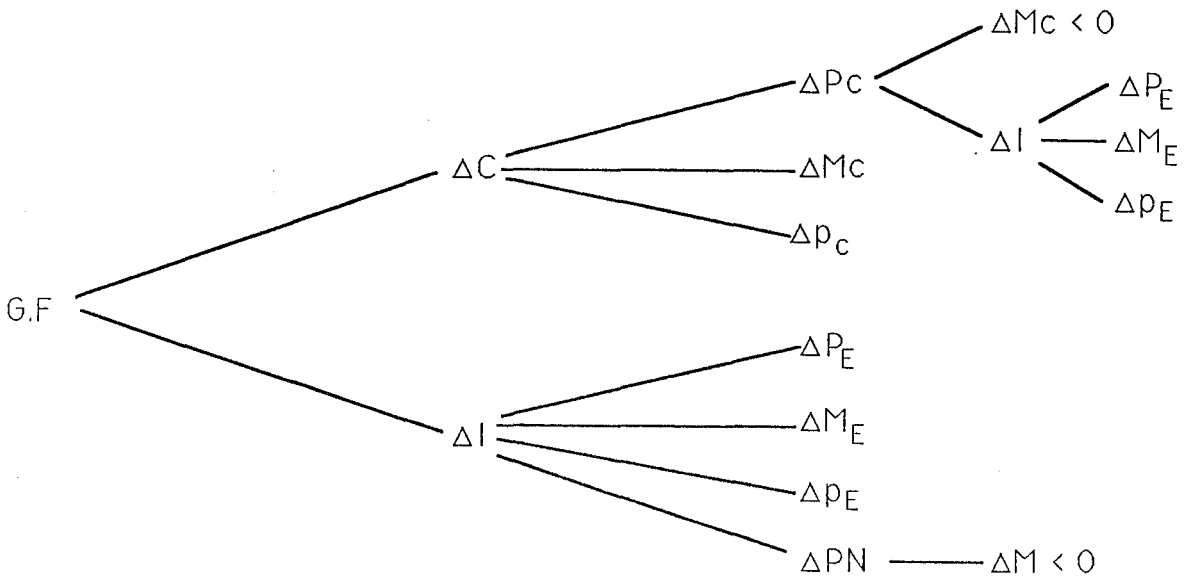 ΔMc < 0
ΔPc
ΔP_E
ΔI
ΔM_E
ΔC
ΔMc
Δp_E
Δp_c
G.F
ΔP_E
ΔM_E
ΔI
Δp_E
ΔPN
ΔM < 0